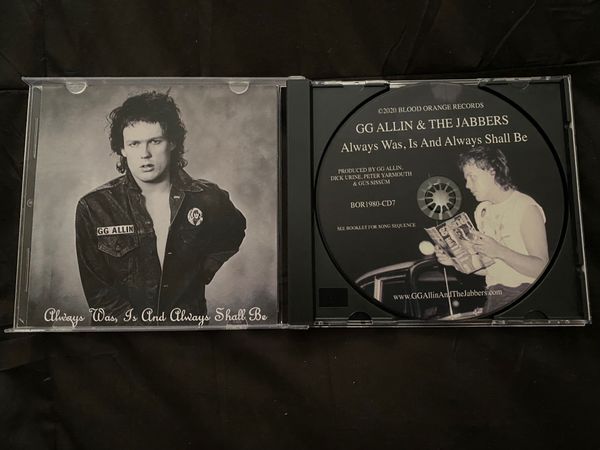 GG ALLIN
Always Was, Is And Always Shall Be
©2020 BLOOD ORANGE RECORDS
GG ALLIN & THE JABBERS
Always Was, Is And Always Shall Be
PRODUCED BY GG ALLIN,
DICK URINE, PETER YARMOUTH
& GUS SISSUM
BOR1980-CD7
SEE BOOKLET FOR SONG SEQUENCE
www.GGAllinAndTheJabbers.com